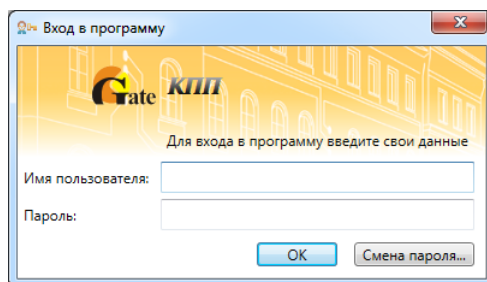 Вход в программу
Gate КПП
Для входа в программу введите свои данные
Имя пользователя:
Пароль:
OK Смена пароля...